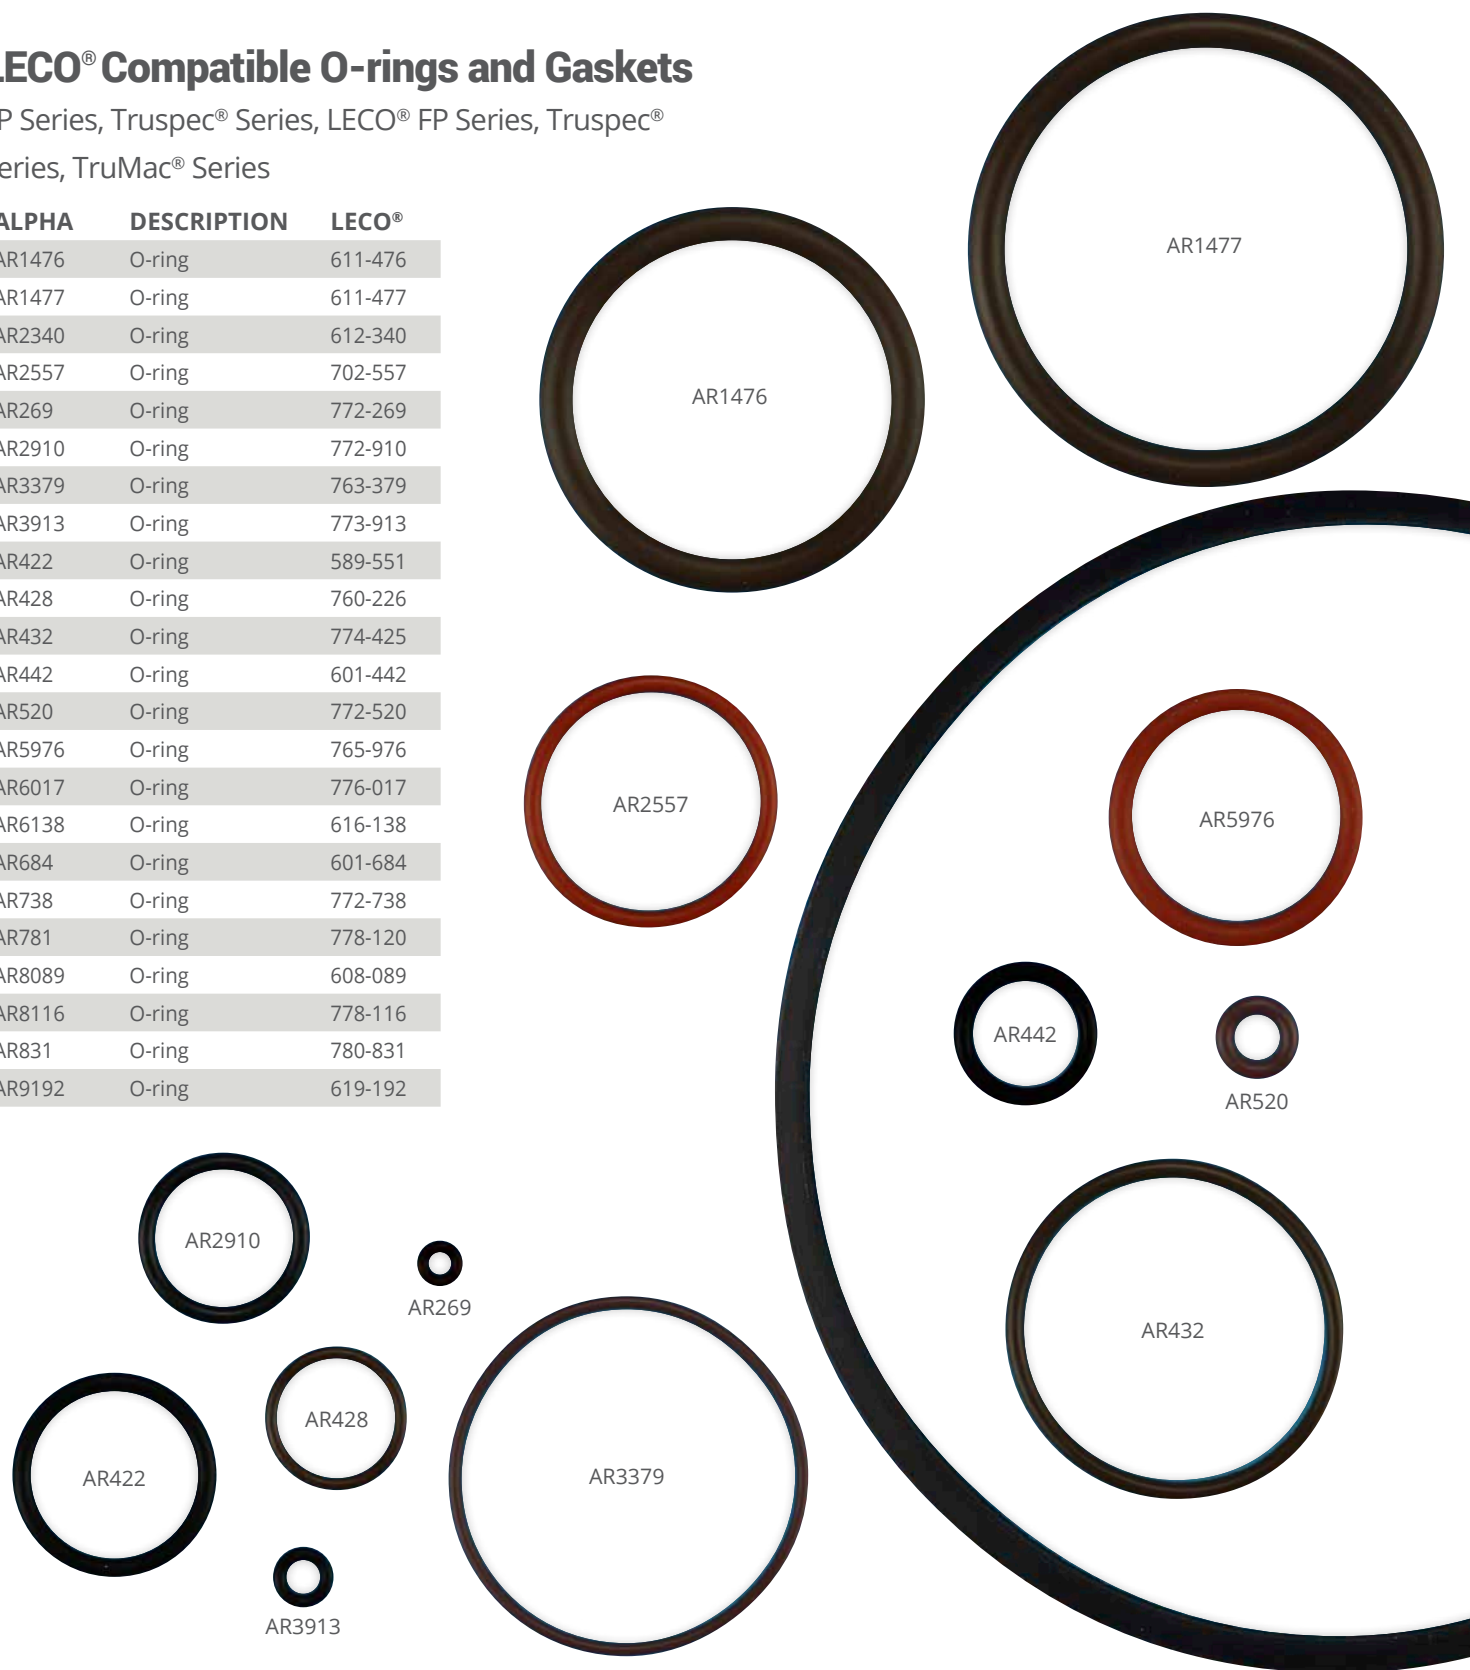 LECO® Compatible O-rings and Gaskets
P Series, Truspec® Series, LECO® FP Series, Truspec®
eries, TruMac® Series
ALPHA DESCRIPTION LECO®
AR1476 O-ring 611-476
AR1477 O-ring 611-477
AR2340 O-ring 612-340
AR2557 O-ring 702-557
AR269 O-ring 772-269
AR2910 O-ring 772-910
AR3379 O-ring 763-379
AR3913 O-ring 773-913
AR422 O-ring 589-551
AR428 O-ring 760-226
AR432 O-ring 774-425
AR442 O-ring 601-442
AR520 O-ring 772-520
AR5976 O-ring 765-976
AR6017 O-ring 776-017
AR6138 O-ring 616-138
AR684 O-ring 601-684
AR738 O-ring 772-738
AR781 O-ring 778-120
AR8089 O-ring 608-089
AR8116 O-ring 778-116
AR831 O-ring 780-831
AR9192 O-ring 619-192
AR1477
AR1476
AR2557
AR5976
AR442
AR520
AR2910
AR269
AR432
AR428
AR422
AR3379
AR3913